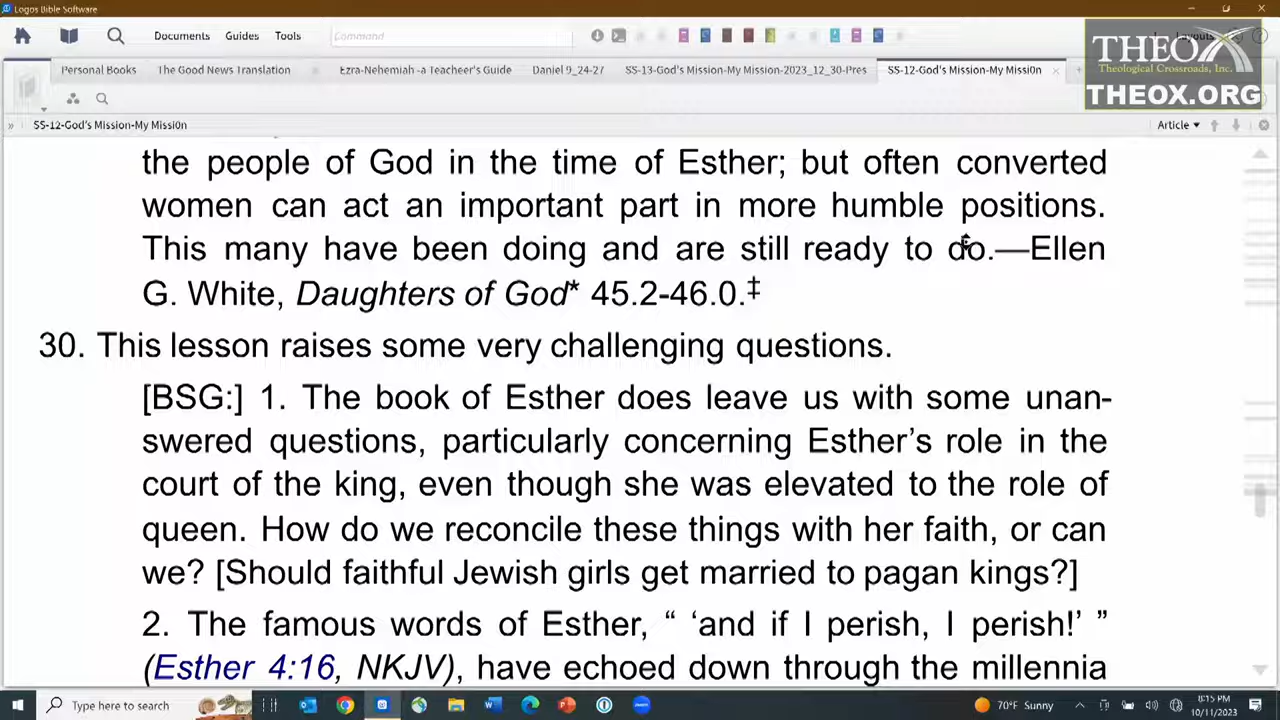 Logos Bible Software
Documents Guides Tools Command Layouts
THEOX
Theological Crossroads, Inc.
THEOX.ORG
Personal Books The Good News Translation Daniel 9_24-27 SS-13-God's Mission-My Mission-2023_12_30-Pres SS-12-God's Mission-My Missi0n
SS-12-God's Mission-My Missi0n Article
the people of God in the time of Esther; but often converted
women can act an important part in more humble positions.
This many have been doing and are still ready to do.—Ellen
G. White, Daughters of God* 45.2-46.0.‡
30. This lesson raises some very challenging questions.
[BSG:] 1. The book of Esther does leave us with some unan-
swered questions, particularly concerning Esther’s role in the
court of the king, even though she was elevated to the role of
queen. How do we reconcile these things with her faith, or can
we? [Should faithful Jewish girls get married to pagan kings?]
2. The famous words of Esther, “ ‘and if I perish, I perish!’ ”
(Esther 4:16, NKJV), have echoed down through the millennia
Type here to search
70°F Sunny
8:15 PM
10/11/2023